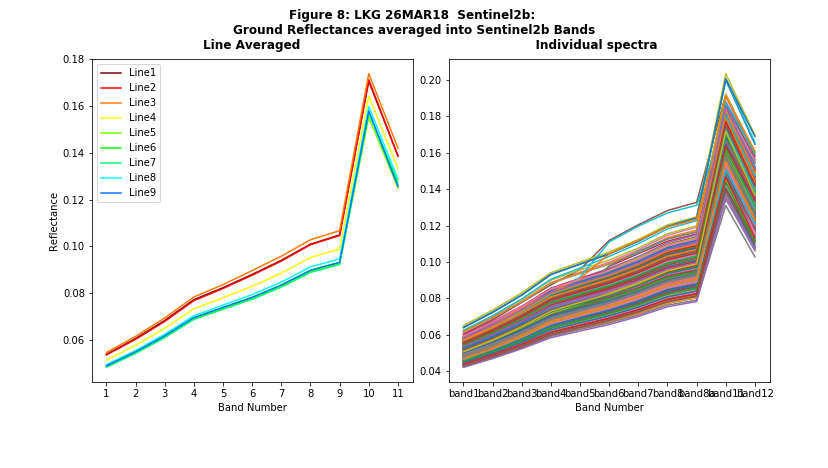 Figure 8: LKG 26MAR18  Sentinel2b:
Ground Reflectances averaged into Sentinel2b Bands
Line Averaged
Individual spectra
0.18
0.16
0.14
0.12
0.10
0.08
0.06
Reflectance
Line1
Line2
Line3
Line4
Line5
Line6
Line7
Line8
Line9
1 2 3 4 5 6 7 8 9 10 11
Band Number
0.20
0.18
0.16
0.14
0.12
0.10
0.08
0.06
0.04
band1 band2 band3 band4 band5 band6 band7 band8 band8a band11 band12
Band Number